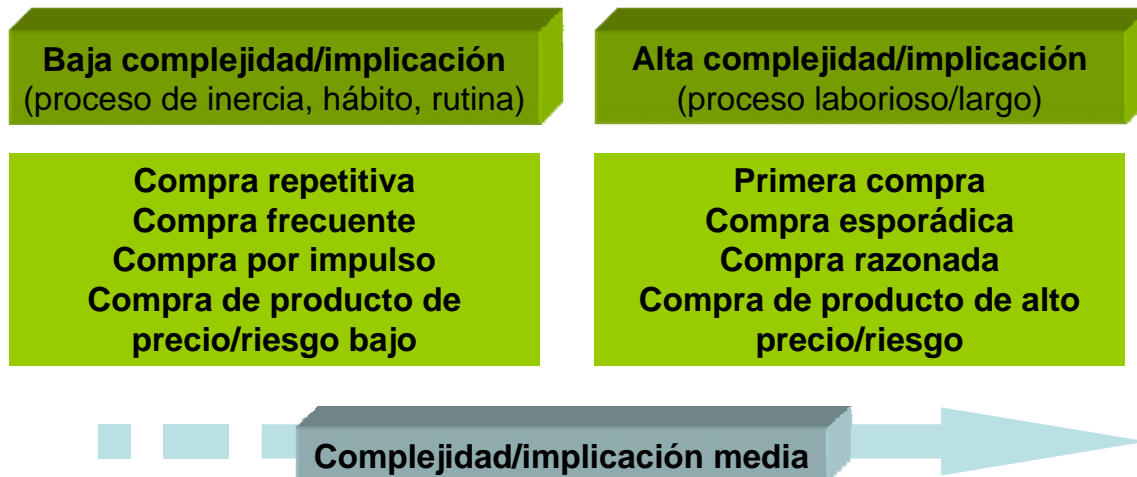 Baja complejidad/implicación
(proceso de inercia, hábito, rutina)
Alta complejidad/implicación
(proceso laborioso/largo)
Compra repetitiva
Compra frecuente
Compra por impulso
Compra de producto de
precio/riesgo bajo
Primera compra
Compra esporádica
Compra razonada
Compra de producto de alto
precio/riesgo
Complejidad/implicación media